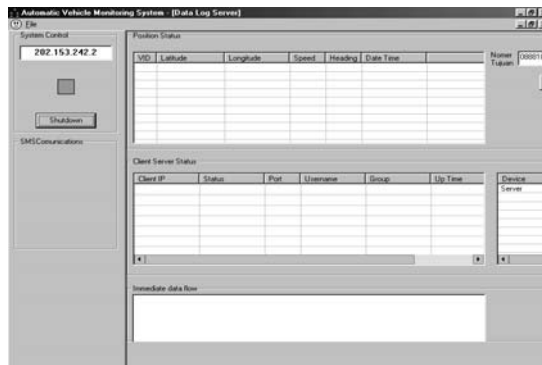 Automatic Vehicle Monitoring System - [Data Log Server]
File
System Control
202.153.242.2
Shutdown
SMSComunications
Position Status
VID Latitude Longitude Speed Heading Date Time
Nomer
Tujuan
Client Server Status
Client IP Status Port Username Group Up Time
Device
Server
Immediate data flow